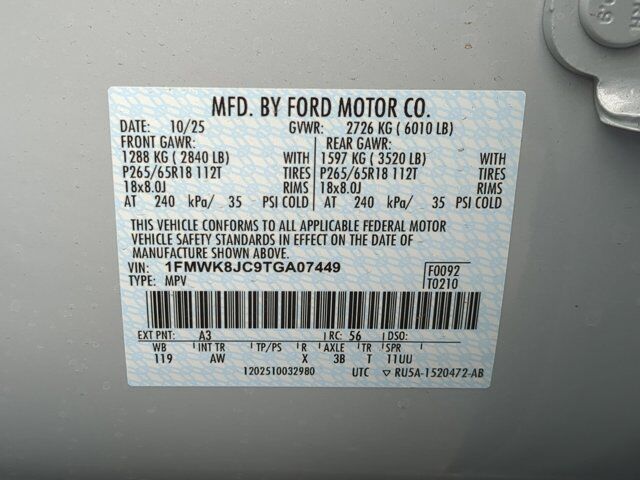 MFD. BY FORD MOTOR CO.
DATE: 10/25 GVWR: 2726 KG ( 6010 LB)
FRONT GAWR: REAR GAWR:
1288 KG ( 2840 LB) WITH 1597 KG ( 3520 LB) WITH
P265/65R18 112T TIRES P265/65R18 112T TIRES
18x8.0J RIMS 18x8.0J RIMS
AT 240 kPa/ 35 PSI COLD AT 240 kPa/ 35 PSI COLD
THIS VEHICLE CONFORMS TO ALL APPLICABLE FEDERAL MOTOR
VEHICLE SAFETY STANDARDS IN EFFECT ON THE DATE OF
MANUFACTURE SHOWN ABOVE.
VIN: 1FMWK8JC9TGA07449 F0092
TYPE: MPV T0210
EXT PNT: A3 RC: 56 DSO:
WB INT TR TP/PS R AXLE TR SPR
119 AW X 3B T 11UU
1202510032980 UTC ▽ RU5A-1520472-AB